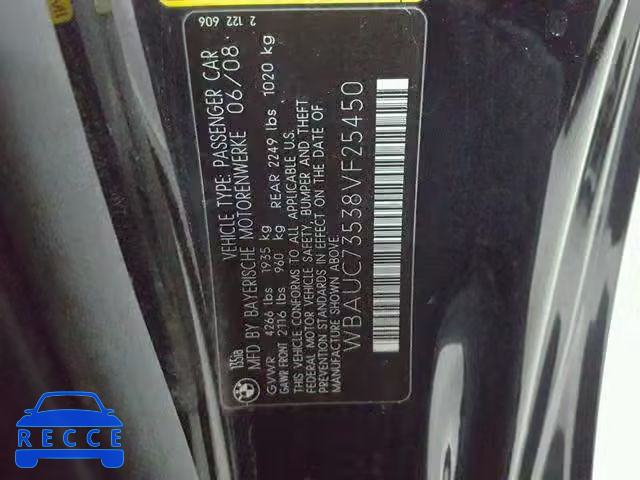 2 122 606
VEHICLE TYPE: PASSENGER CAR
MFD BY BAYERISCHE MOTORENWERKE 06/08
GVWR 4266 lbs 1935 kg
GAWR FRONT 2116 lbs 960 kg REAR 2249 lbs 1020 kg
THIS VEHICLE CONFORMS TO ALL APPLICABLE U.S.
FEDERAL MOTOR VEHICLE SAFETY, BUMPER AND THEFT
PREVENTION STANDARDS IN EFFECT ON THE DATE OF
MANUFACTURE SHOWN ABOVE.
WBAUC73538VF25450
135iB
RECCE